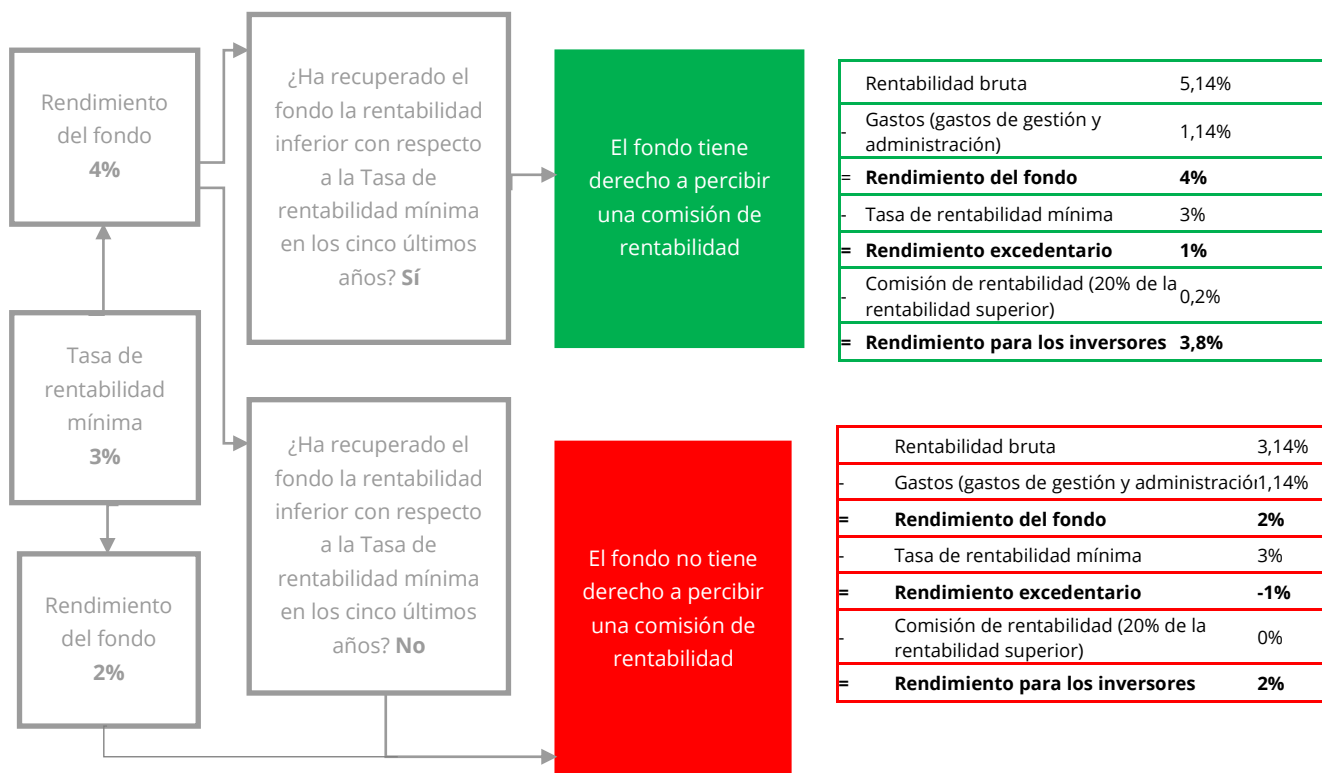 Rendimiento
del fondo
4%
Tasa de
rentabilidad
mínima
3%
Rendimiento
del fondo
2%
¿Ha recuperado el
fondo la rentabilidad
inferior con respecto
a la Tasa de
rentabilidad mínima
en los cinco últimos
años? Sí
¿Ha recuperado el
fondo la rentabilidad
inferior con respecto
a la Tasa de
rentabilidad mínima
en los cinco últimos
años? No
El fondo tiene
derecho a percibir
una comisión de
rentabilidad
El fondo no tiene
derecho a percibir
una comisión de
rentabilidad
Rentabilidad bruta 5,14%
- Gastos (gastos de gestión y
administración) 1,14%
= Rendimiento del fondo 4%
- Tasa de rentabilidad mínima 3%
= Rendimiento excedentario 1%
- Comisión de rentabilidad (20% de la
rentabilidad superior) 0,2%
= Rendimiento para los inversores 3,8%
Rentabilidad bruta 3,14%
- Gastos (gastos de gestión y administración 1,14%
= Rendimiento del fondo 2%
- Tasa de rentabilidad mínima 3%
= Rendimiento excedentario -1%
- Comisión de rentabilidad (20% de la
rentabilidad superior) 0%
= Rendimiento para los inversores 2%